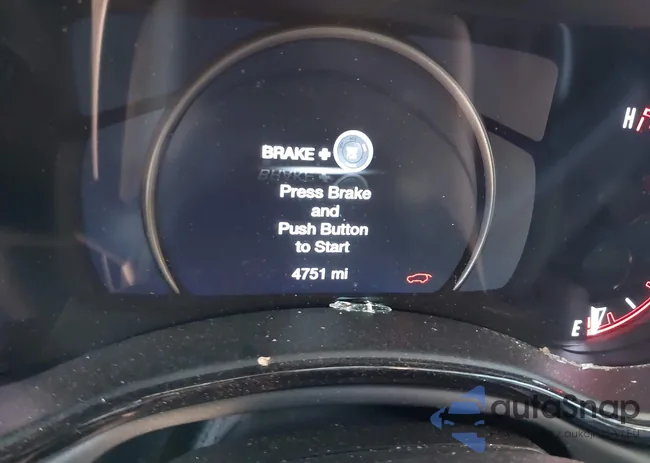 BRAKE +
Press Brake
and
Push Button
to Start
4751 mi
H
E
autoSnap